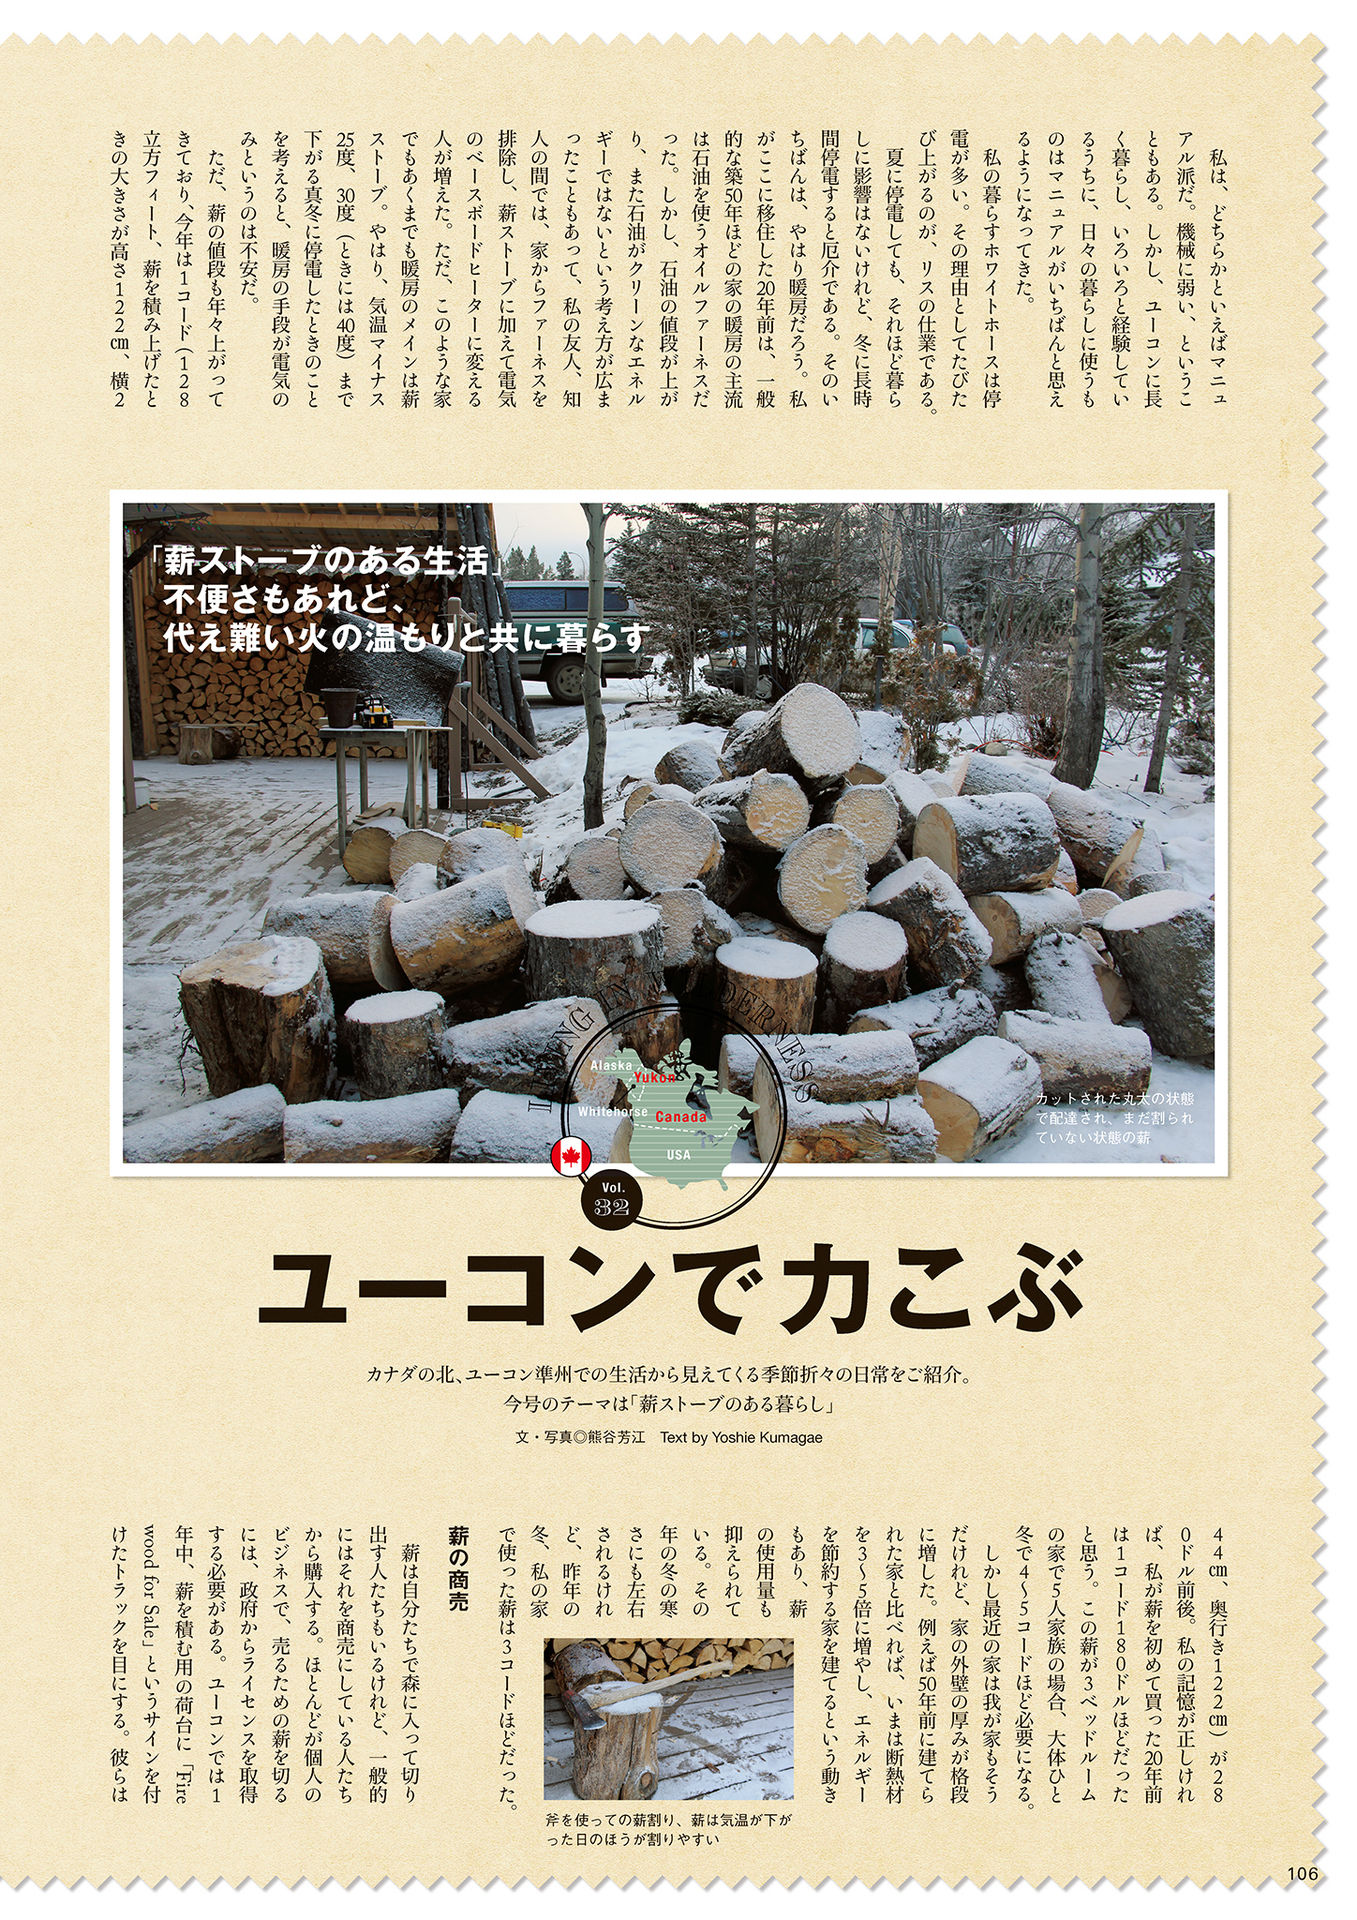 私は、どちらかといえばマニュ
アル派だ。機械に弱い、というこ
ともある。しかし、ユーコンに長
く暮らし、いろいろと経験してい
るうちに、日々の暮らしに使うも
のはマニュアルがいちばんと思え
るようになってきた。
私の暮らすホワイトホースは停
電が多い。その理由としてたびた
び上がるのが、リスの仕業である。
夏に停電しても、それほど暮ら
しに影響はないけれど、冬に長時
間停電すると厄介である。そのい
ちばんは、やはり暖房だろう。私
がここに移住した20年前は、一般
的な築50年ほどの家の暖房の主流
は石油を使うオイルファーネスだ
った。しかし、石油の値段が上が
り、また石油がクリーンなエネル
ギーではないという考え方が広ま
ったこともあって、私の友人、知
人の間では、家からファーネスを
排除し、薪ストーブに加えて電気
のベースボードヒーターに変える
人が増えた。ただ、このような家
でもあくまでも暖房のメインは薪
ストーブ。やはり、気温マイナス
25度、30度（ときには40度）まで
下がる真冬に停電したときのこと
を考えると、暖房の手段が電気の
みというのは不安だ。
ただ、薪の値段も年々上がって
きており、今年は1コード（128
立方フィート、薪を積み上げたと
きの大きさが高さ122㎝、横2
「薪ストーブのある生活」
不便さもあれど、
代え難い火の温もりと共に暮らす
LIVING IN WILDERNESS
Alaska
Yukon
Whitehorse
Canada
USA
Vol.
32
カットされた丸太の状態
で配達され、まだ割られ
ていない状態の薪
ユーコンで力こぶ
カナダの北、ユーコン準州での生活から見えてくる季節折々の日常をご紹介。
今号のテーマは「薪ストーブのある暮らし」
文・写真◎熊谷芳江　Text by Yoshie Kumagae
44㎝、奥行き122㎝）が28
0ドル前後。私の記憶が正しけれ
ば、私が薪を初めて買った20年前
は1コード180ドルほどだった
と思う。この薪が3ベッドルーム
の家で5人家族の場合、大体ひと
冬で4〜5コードほど必要になる。
しかし最近の家は我が家もそう
だけれど、家の外壁の厚みが格段
に増した。例えば50年前に建てら
れた家と比べれば、いまは断熱材
を3〜5倍に増やし、エネルギー
を節約する家を建てるという動き
もあり、薪
の使用量も
抑えられて
いる。その
年の冬の寒
さにも左右
されるけれ
ど、昨年の
冬、私の家
で使った薪は3コードほどだった。
斧を使っての薪割り、薪は気温が下が
った日のほうが割りやすい
薪の商売
薪は自分たちで森に入って切り
出す人たちもいるけれど、一般的
にはそれを商売にしている人たち
から購入する。ほとんどが個人の
ビジネスで、売るための薪を切る
には、政府からライセンスを取得
する必要がある。ユーコンでは1
年中、薪を積む用の荷台に「Fire
wood for Sale」というサインを付
けたトラックを目にする。彼らは
106